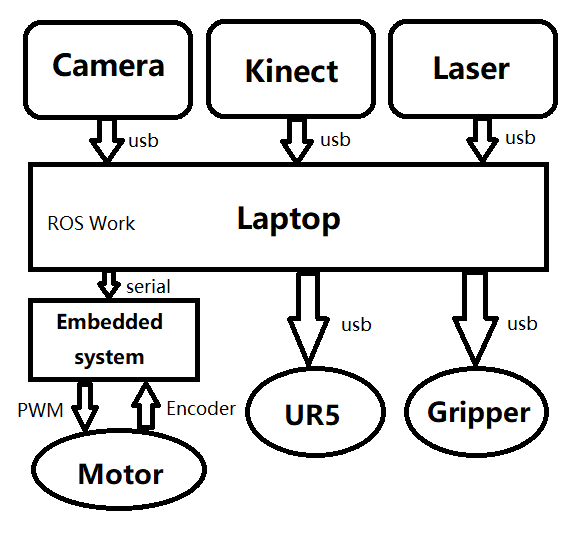 Camera
Kinect
Laser
usb
usb
usb
ROS Work
Laptop
serial
usb
usb
Embedded
system
PWM
Encoder
UR5
Gripper
Motor